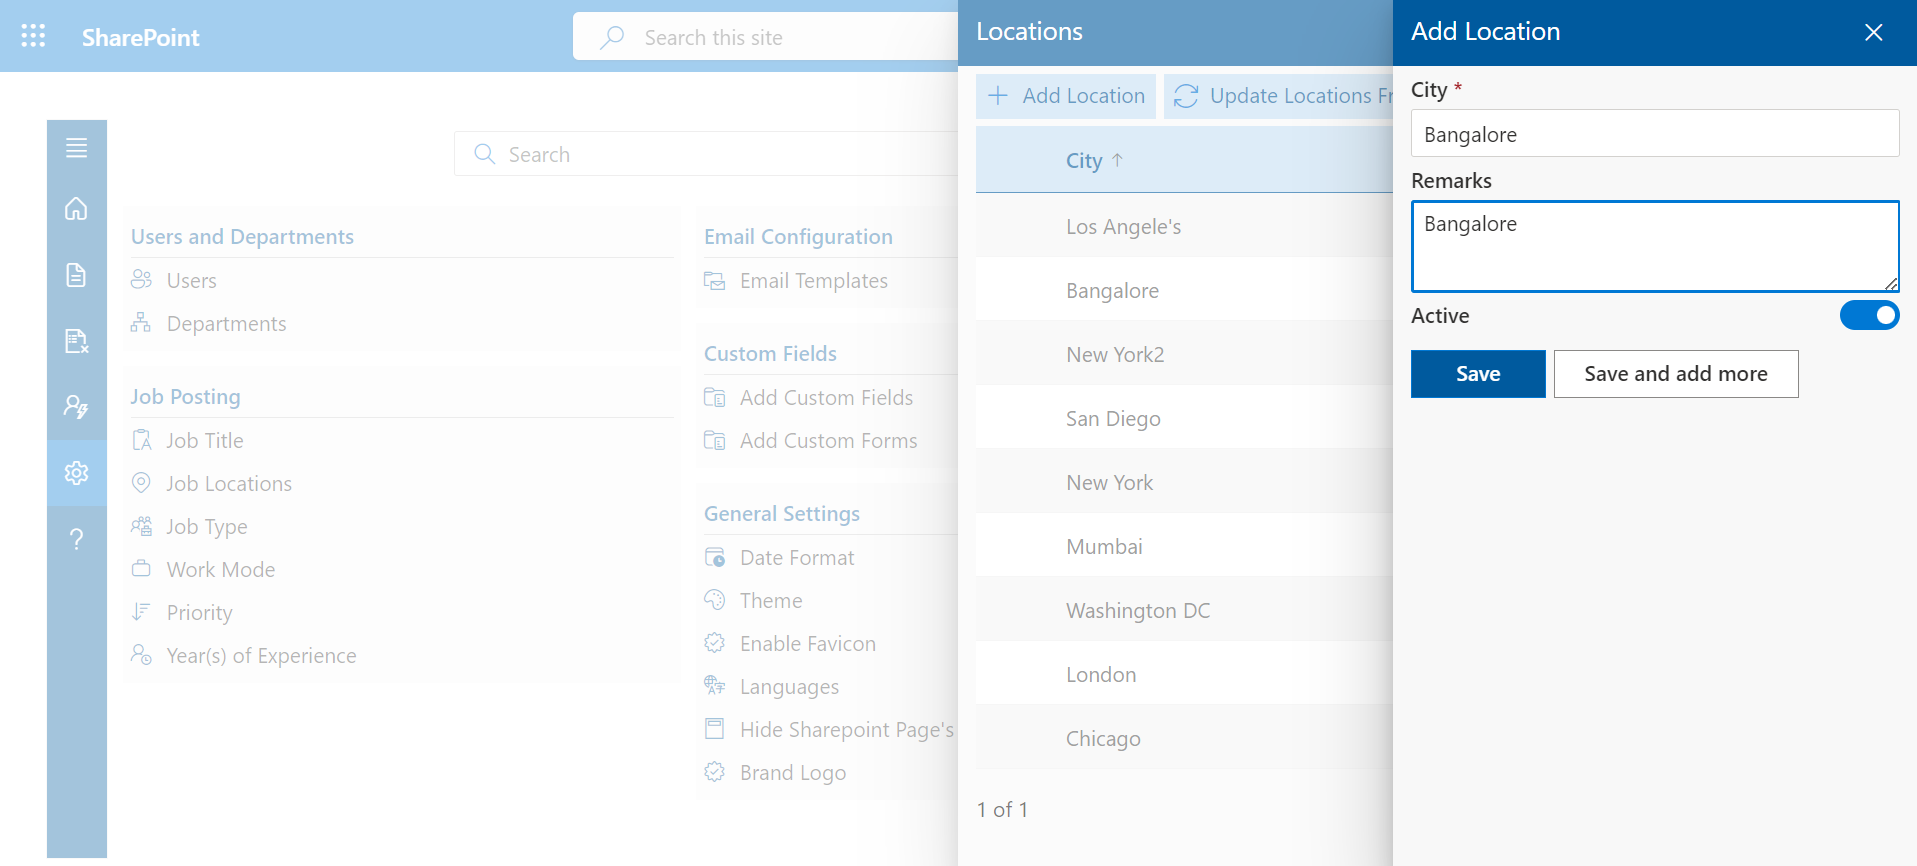 SharePoint
Search this site
Search
Users and Departments
Users
Departments
Job Posting
Job Title
Job Locations
Job Type
Work Mode
Priority
Year(s) of Experience
Email Configuration
Email Templates
Custom Fields
Add Custom Fields
Add Custom Forms
General Settings
Date Format
Theme
Enable Favicon
Languages
Hide Sharepoint Page's
Brand Logo
Locations
Add Location
Update Locations Fr
City ↑
Los Angele's
Bangalore
New York2
San Diego
New York
Mumbai
Washington DC
London
Chicago
1 of 1
Add Location
City *
Bangalore
Remarks
Bangalore
Active
Save
Save and add more